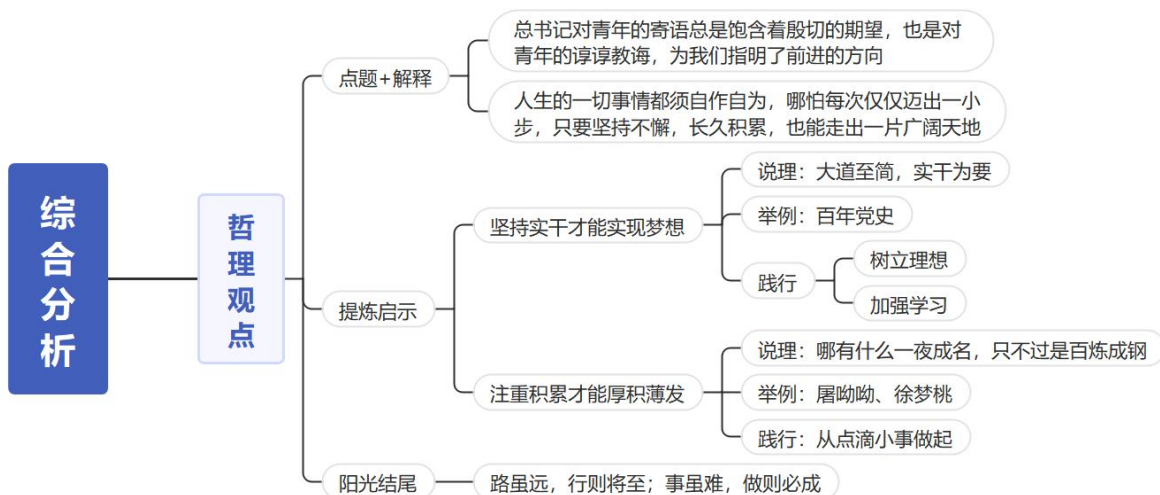 综合分析
哲理观点
点题+解释
总书记对青年的寄语总是饱含着殷切的期望，也是对
青年的谆谆教诲，为我们指明了前进的方向
人生的一切事情都须自作自为，哪怕每次仅仅迈出一小
步，只要坚持不懈，长久积累，也能走出一片广阔天地
提炼启示
坚持实干才能实现梦想
说理：大道至简，实干为要
举例：百年党史
践行
树立理想
加强学习
注重积累才能厚积薄发
说理：哪有什么一夜成名，只不过是百炼成钢
举例：屠呦呦、徐梦桃
践行：从点滴小事做起
阳光结尾
路虽远，行则将至；事虽难，做则必成